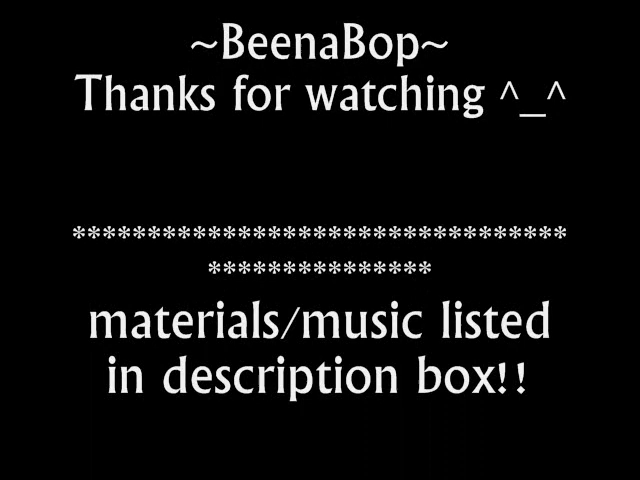 ~BeenaBop~
Thanks for watching ^_^
*********************************
***************
materials/music listed
in description box!!